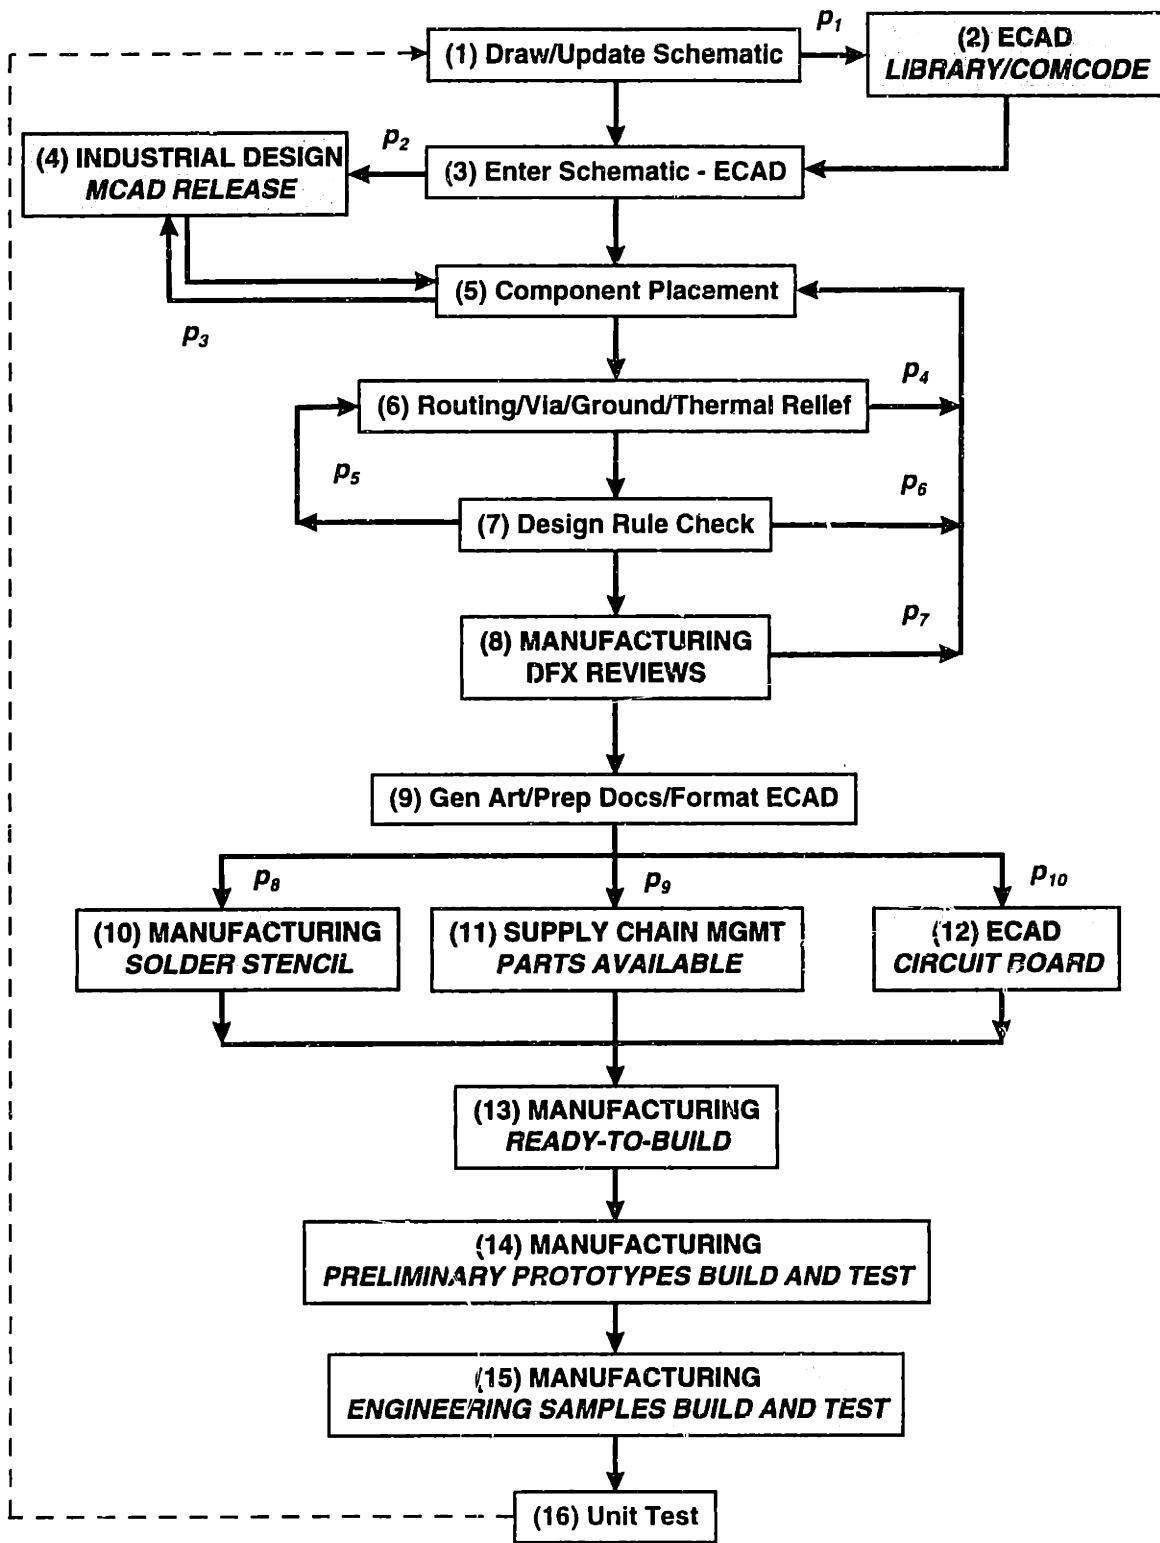 p1
(1) Draw/Update Schematic
(2) ECAD
LIBRARY/COMCODE
(4) INDUSTRIAL DESIGN
MCAD RELEASE
p2
(3) Enter Schematic - ECAD
(5) Component Placement
p3
(6) Routing/Via/Ground/Thermal Relief
p4
p5
(7) Design Rule Check
p6
(8) MANUFACTURING
DFX REVIEWS
p7
(9) Gen Art/Prep Docs/Format ECAD
p8
p9
p10
(10) MANUFACTURING
SOLDER STENCIL
(11) SUPPLY CHAIN MGMT
PARTS AVAILABLE
(12) ECAD
CIRCUIT BOARD
(13) MANUFACTURING
READY-TO-BUILD
(14) MANUFACTURING
PRELIMINARY PROTOTYPES BUILD AND TEST
(15) MANUFACTURING
ENGINEERING SAMPLES BUILD AND TEST
(16) Unit Test